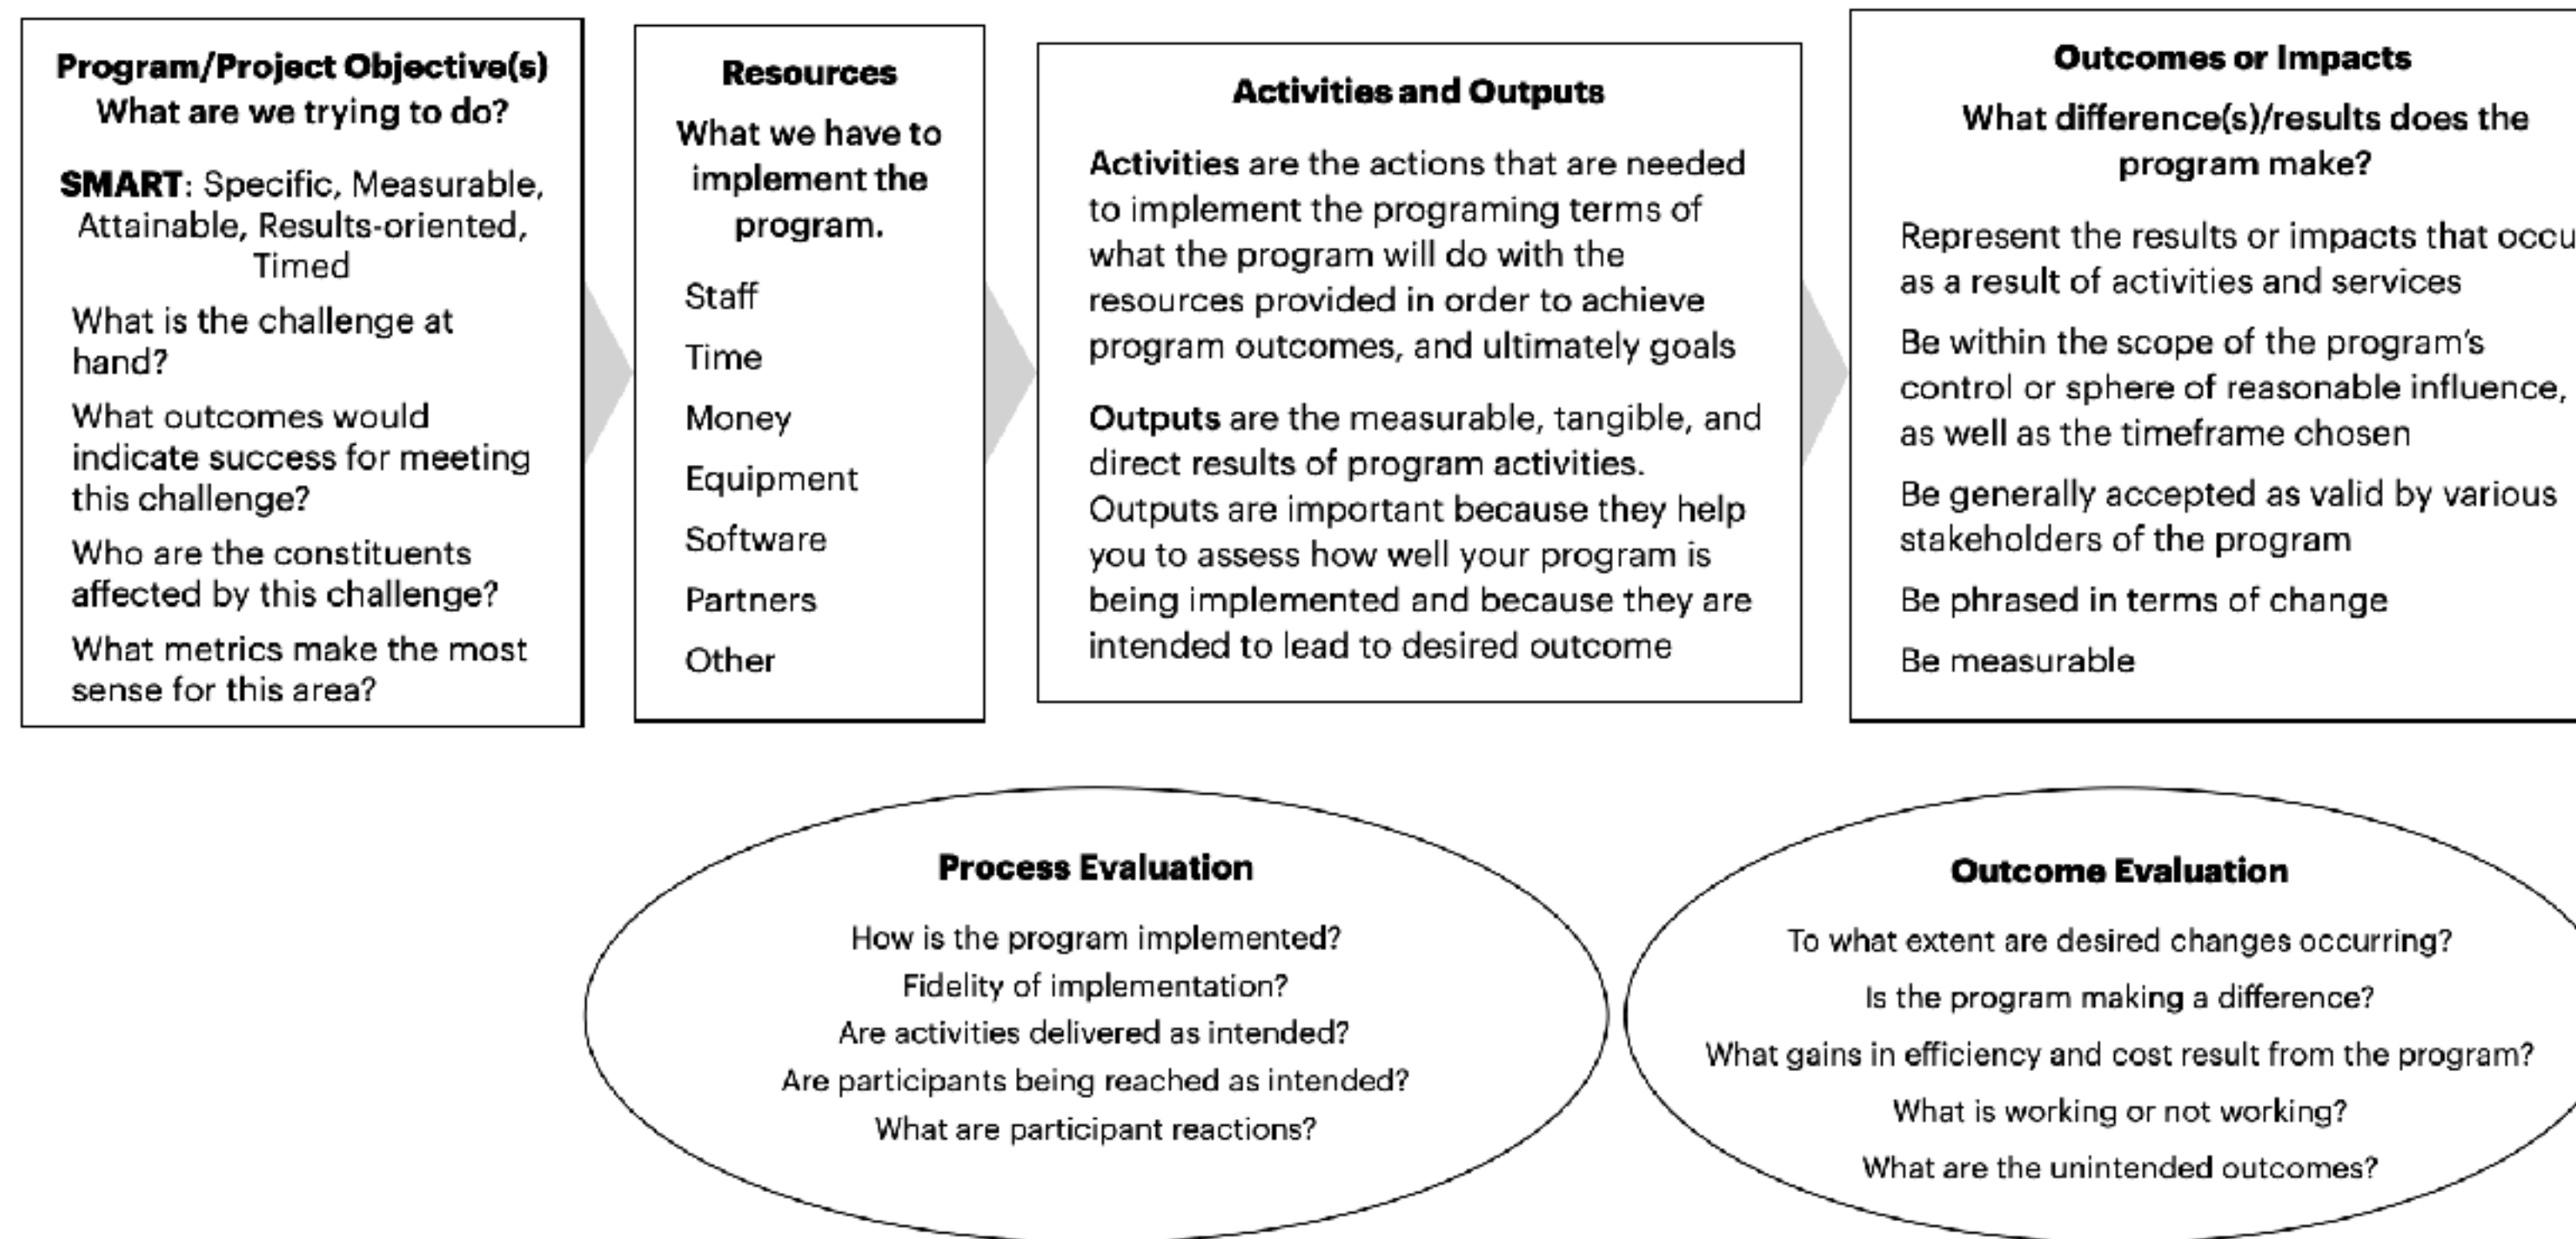 Program/Project Objective(s)
What are we trying to do?
SMART: Specific, Measurable,
Attainable, Results-oriented,
Timed
What is the challenge at
hand?
What outcomes would
indicate success for meeting
this challenge?
Who are the constituents
affected by this challenge?
What metrics make the most
sense for this area?
Resources
What we have to
implement the
program.
Staff
Time
Money
Equipment
Software
Partners
Other
Activities and Outputs
Activities are the actions that are needed
to implement the programing terms of
what the program will do with the
resources provided in order to achieve
program outcomes, and ultimately goals
Outputs are the measurable, tangible, and
direct results of program activities.
Outputs are important because they help
you to assess how well your program is
being implemented and because they are
intended to lead to desired outcome
Outcomes or Impacts
What difference(s)/results does the
program make?
Represent the results or impacts that occu
as a result of activities and services
Be within the scope of the program's
control or sphere of reasonable influence,
as well as the timeframe chosen
Be generally accepted as valid by various
stakeholders of the program
Be phrased in terms of change
Be measurable
Process Evaluation
How is the program implemented?
Fidelity of implementation?
Are activities delivered as intended?
Are participants being reached as intended?
What are participant reactions?
Outcome Evaluation
To what extent are desired changes occurring?
Is the program making a difference?
What gains in efficiency and cost result from the program?
What is working or not working?
What are the unintended outcomes?